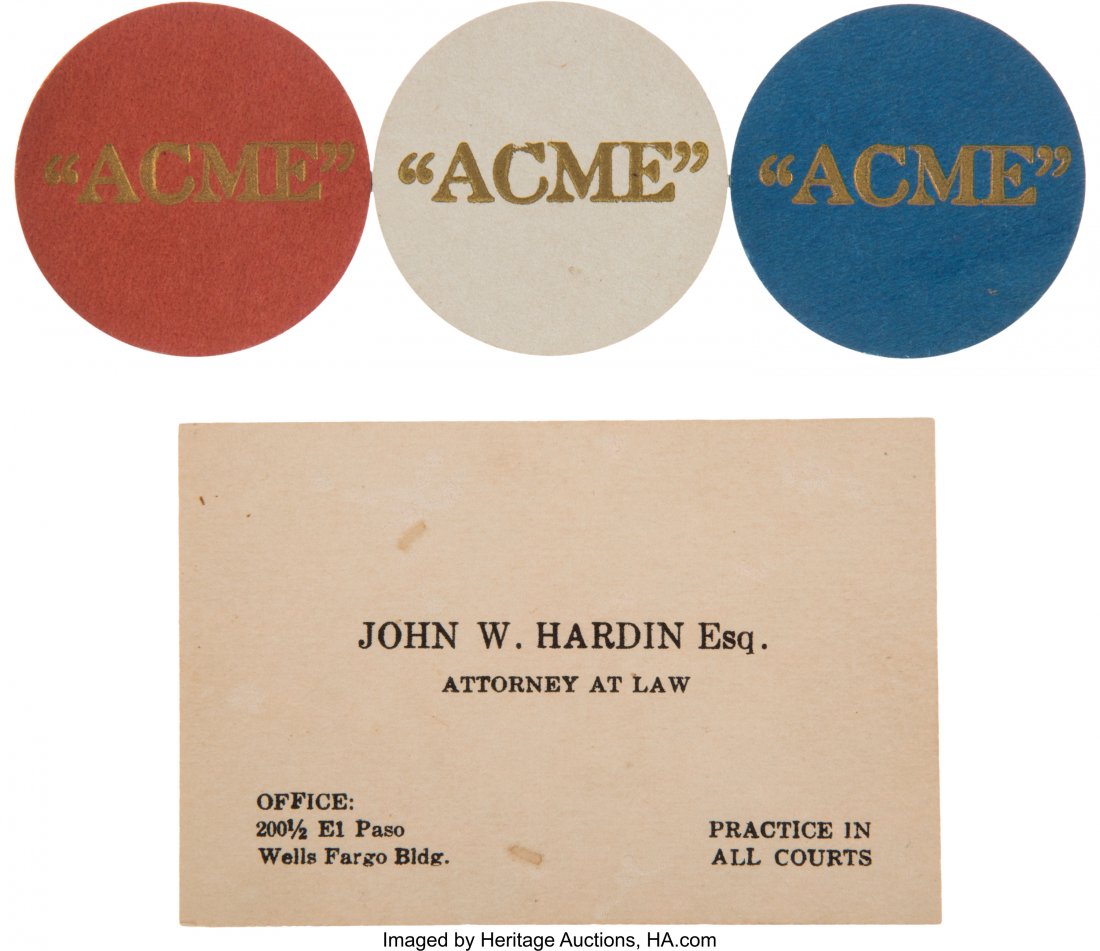 “ACME” “ACME” “ACME”
JOHN W. HARDIN Esq.
ATTORNEY AT LAW
OFFICE:
200½ El Paso
Wells Fargo Bldg.
PRACTICE IN
ALL COURTS
Imaged by Heritage Auctions, HA.com